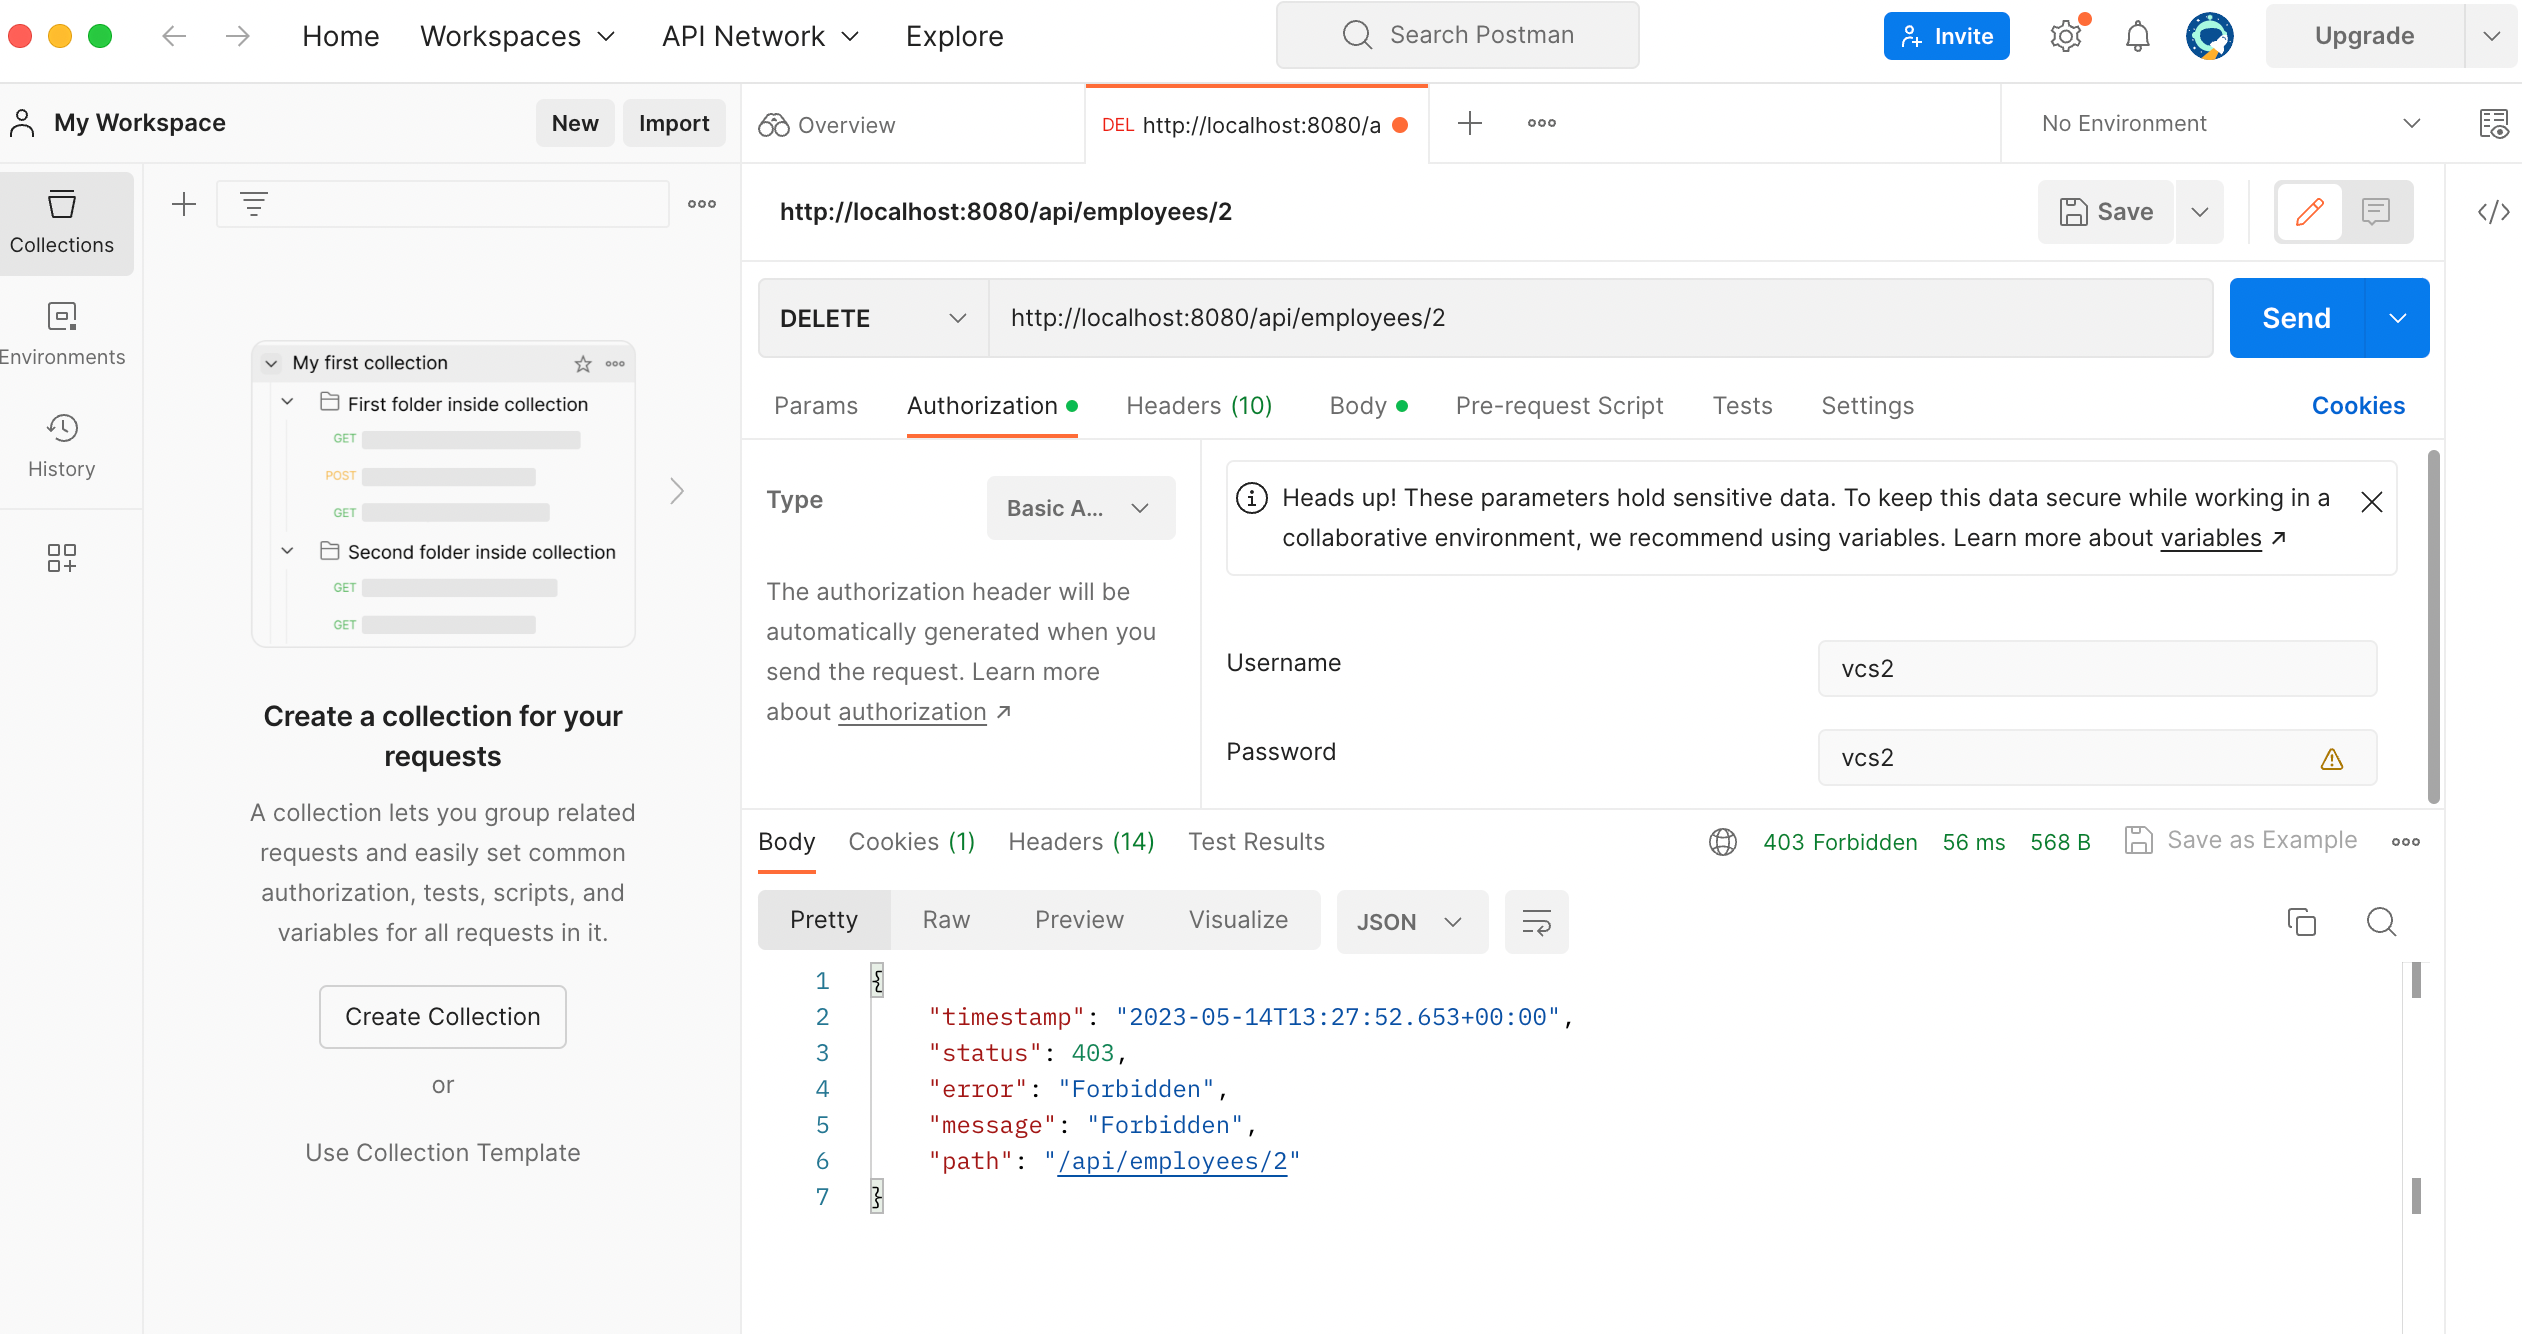 Home Workspaces API Network Explore Search Postman Invite Upgrade
My Workspace New Import
Overview DEL http://localhost:8080/a No Environment
Collections
Environments
History
My first collection
First folder inside collection
GET
POST
GET
Second folder inside collection
GET
GET
Create a collection for your
requests
A collection lets you group related
requests and easily set common
authorization, tests, scripts, and
variables for all requests in it.
Create Collection
or
Use Collection Template
http://localhost:8080/api/employees/2 Save
DELETE http://localhost:8080/api/employees/2 Send
Params Authorization Headers (10) Body Pre-request Script Tests Settings Cookies
Type Basic A...
The authorization header will be
automatically generated when you
send the request. Learn more
about authorization ↗
Heads up! These parameters hold sensitive data. To keep this data secure while working in a
collaborative environment, we recommend using variables. Learn more about variables ↗
Username vcs2
Password vcs2
Body Cookies (1) Headers (14) Test Results 403 Forbidden 56 ms 568 B Save as Example
Pretty Raw Preview Visualize JSON
1 {
2 "timestamp": "2023-05-14T13:27:52.653+00:00",
3 "status": 403,
4 "error": "Forbidden",
5 "message": "Forbidden",
6 "path": "/api/employees/2"
7 }